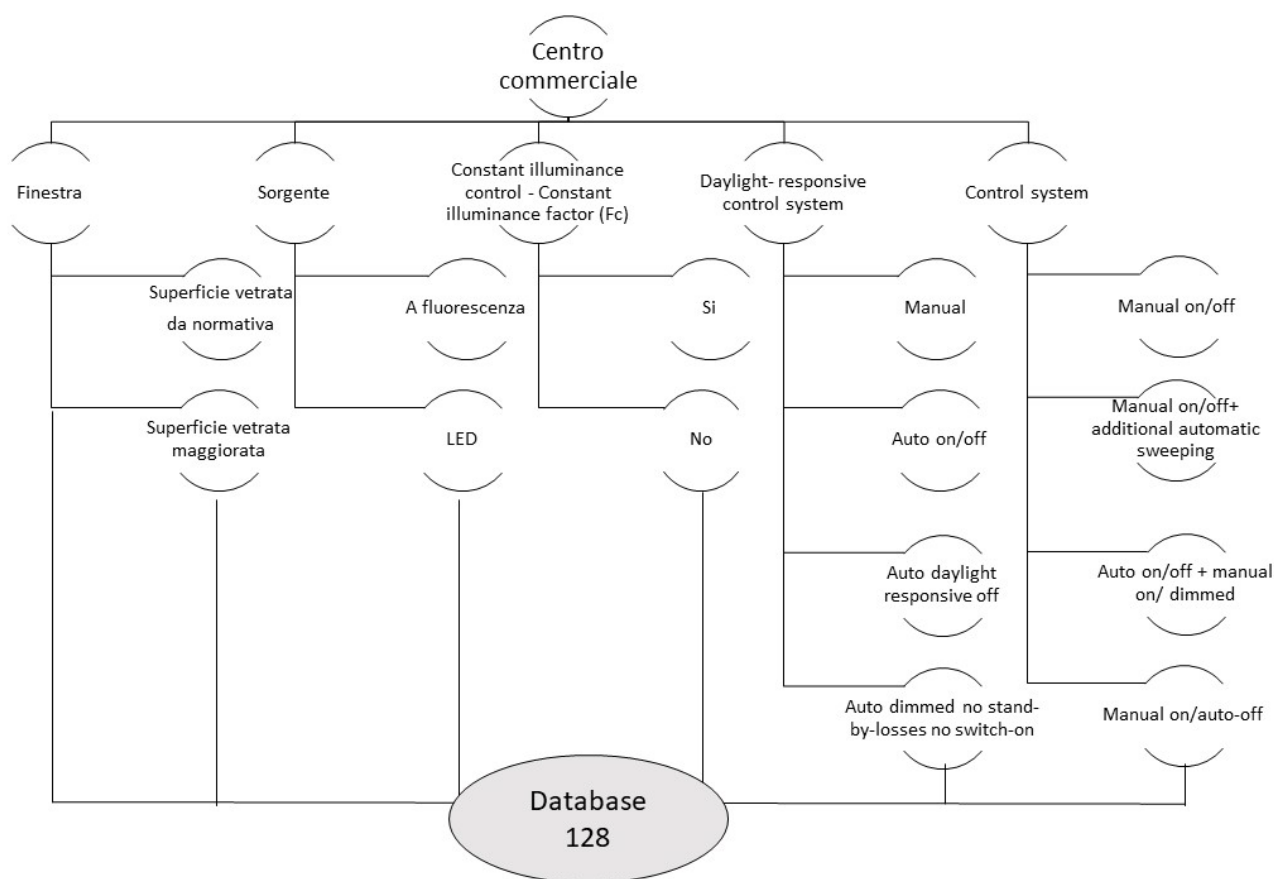 Centro
commerciale
Finestra
Sorgente
Constant illuminance
control - Constant
illuminance factor (Fc)
Daylight- responsive
control system
Control system
Superficie vetrata
da normativa
A fluorescenza
Si
Manual
Manual on/off
Superficie vetrata
maggiorata
LED
No
Auto on/off
Manual on/off+
additional automatic
sweeping
Auto daylight
responsive off
Auto on/off + manual
on/ dimmed
Auto dimmed no stand-
by-losses no switch-on
Manual on/auto-off
Database
128